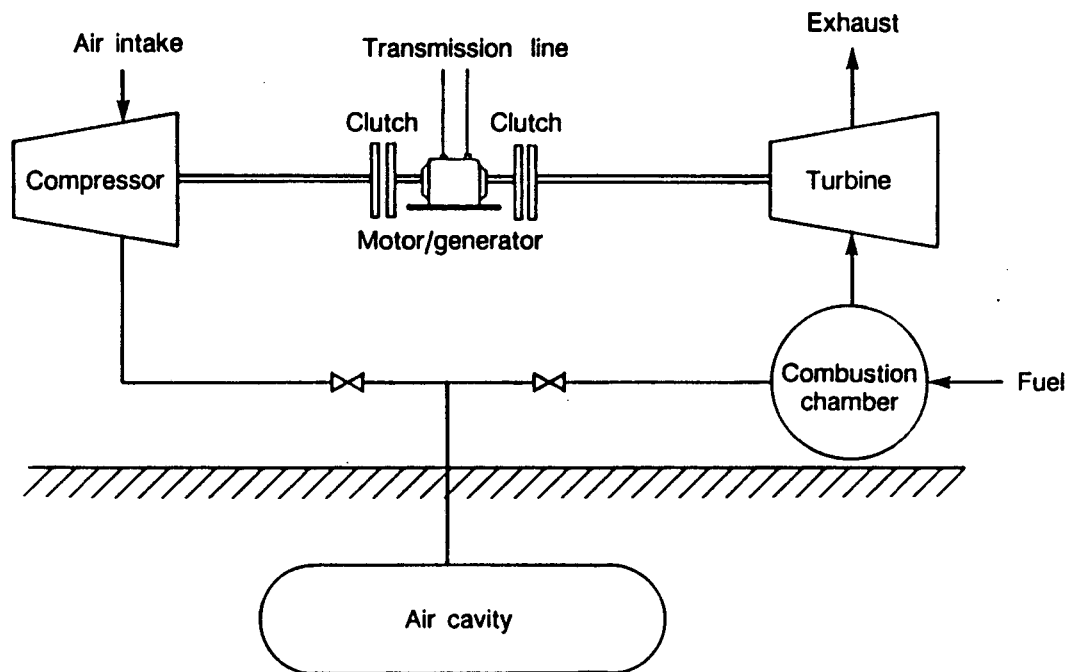 Air intake
Transmission line
Exhaust
Clutch
Clutch
Compressor
Turbine
Motor/generator
Combustion
chamber
Fuel
Air cavity